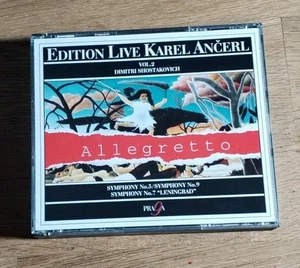 EDITION LIVE KAREL ANČERL
VOL.2
DIMITRI SHOSTAKOVICH
Allegretto
SYMPHONY No.5/SYMPHONY No.9
SYMPHONY No.7 "LENINGRAD"
PRAGA